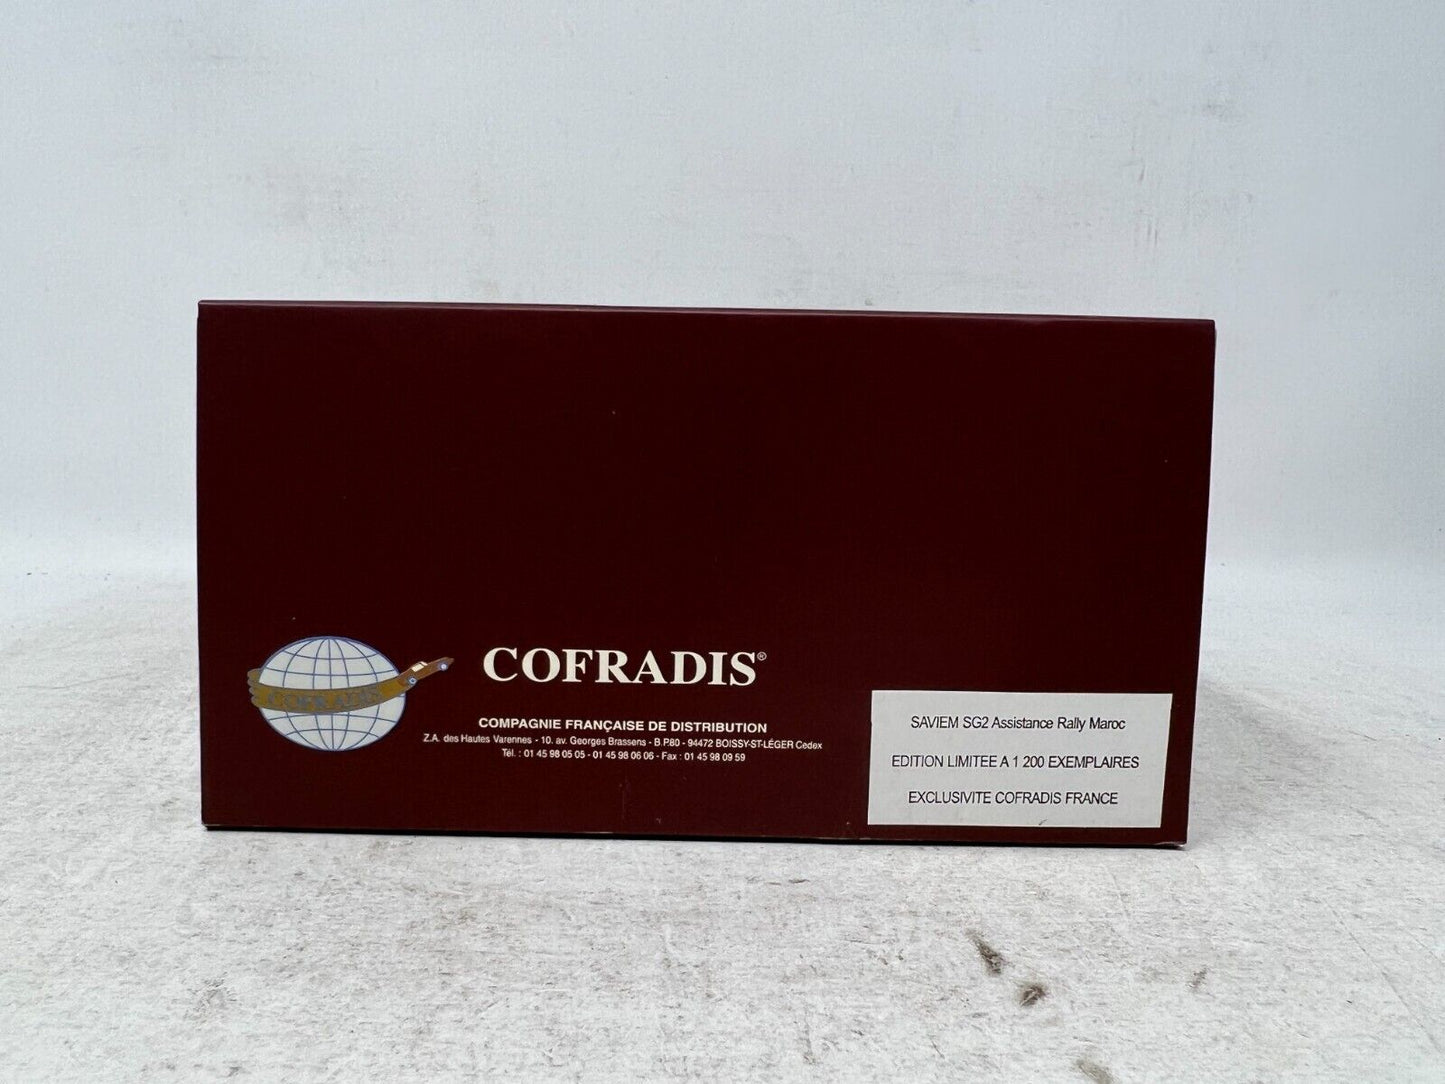 COFRADIS
COFRADIS®
COMPAGNIE FRANÇAISE DE DISTRIBUTION
Z.A. des Hautes Varennes - 10. av. Georges Brassens - B.P.80 - 94472 BOISSY-ST-LÉGER Cedex
Tél. : 01 45 98 05 05 - 01 45 98 06 06 - Fax : 01 45 98 09 59
SAVIEM SG2 Assistance Rally Maroc
EDITION LIMITEE A 1 200 EXEMPLAIRES
EXCLUSIVITE COFRADIS FRANCE